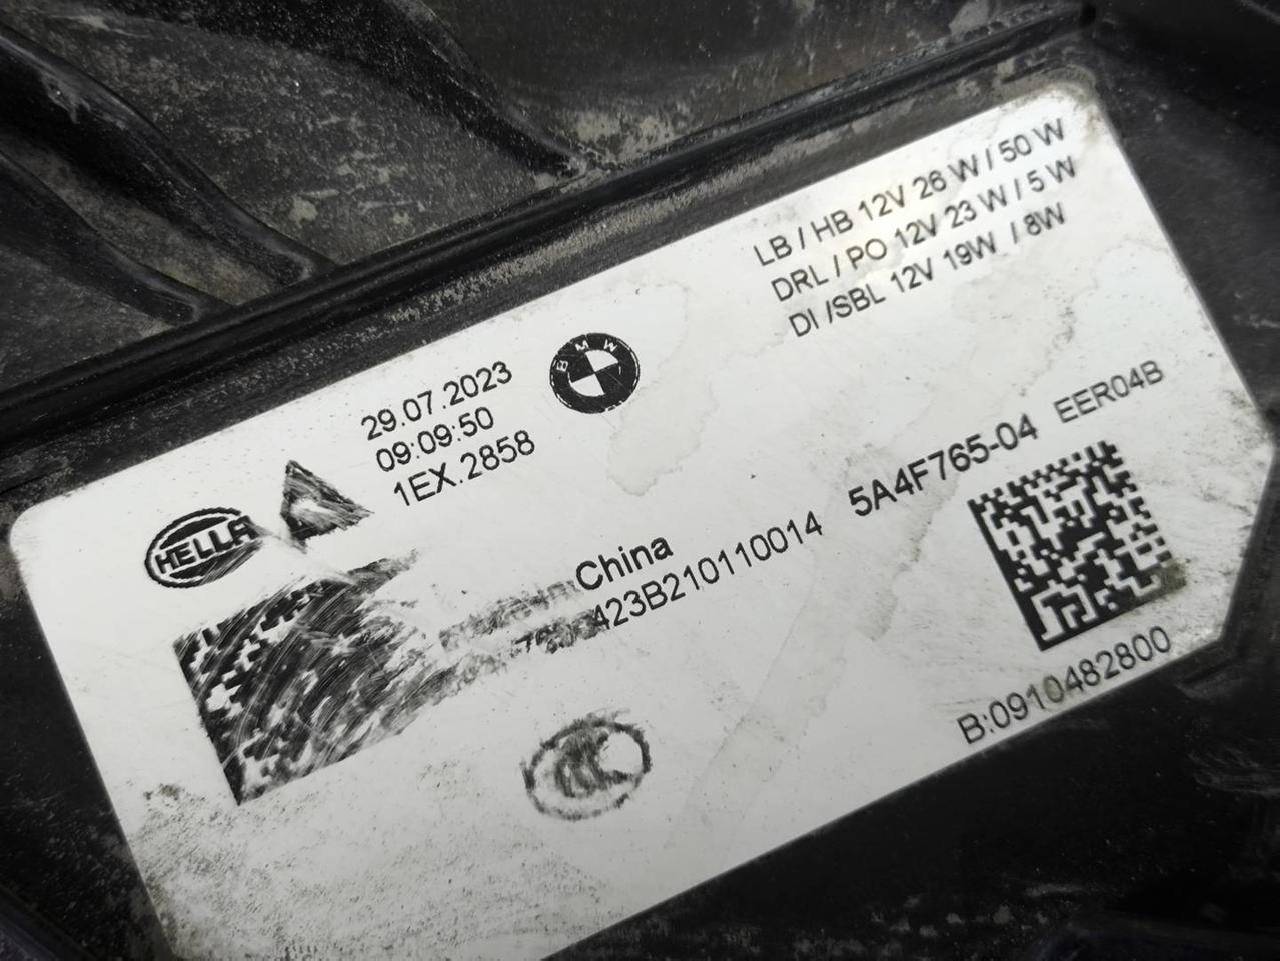 LB / HB 12V 26 W / 50 W
DRL / PO 12V 23 W / 5 W
DI /SBL 12V 19W / 8W
29.07.2023
09:09:50
1EX.2858
BMW
HELLA
China
423B210110014
5A4F765-04 EER04B
B:0910482800
CCC